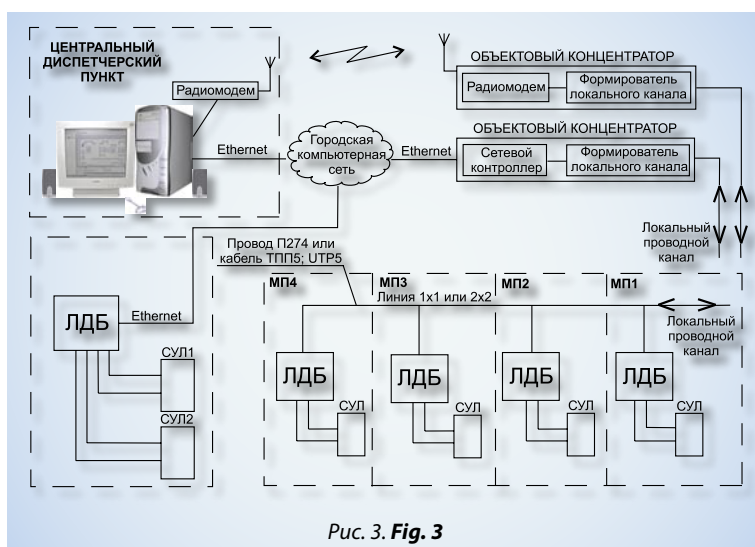 ЦЕНТРАЛЬНЫЙ
ДИСПЕТЧЕРСКИЙ
ПУНКТ
Радиомодем
Ethernet
Городская
компьютерная
сеть
Ethernet
ОБЪЕКТОВЫЙ КОНЦЕНТРАТОР
Радиомодем
Формирователь
локального канала
ОБЪЕКТОВЫЙ КОНЦЕНТРАТОР
Сетевой
контроллер
Формирователь
локального канала
Локальный
проводной
канал
Провод П274 или
кабель ТПП5; UTP5
ЛДБ
Ethernet
СУЛ1
СУЛ2
МП4
МП3
МП2
МП1
Линия 1х1 или 2х2
Локальный
проводной
канал
ЛДБ
СУЛ
ЛДБ
СУЛ
ЛДБ
СУЛ
ЛДБ
СУЛ
Рис. 3. Fig. 3